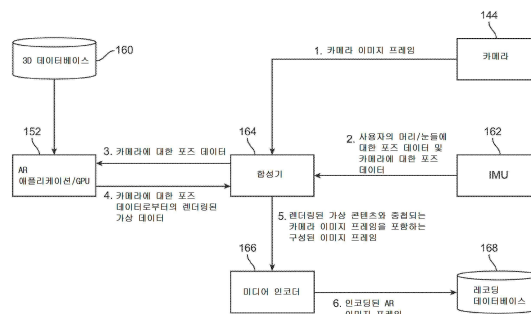 144
160
카메라
1. 카메라 이미지 프레임
3D 데이터베이스
152
164
162
3. 카메라에 대한 포즈 데이터
2. 사용자의 머리/눈들에
대한 포즈 데이터 및
카메라에 대한 포즈
데이터
AR
애플리케이션/GPU
합성기
IMU
4. 카메라에 대한 포즈
데이터로부터의 렌더링된
가상 데이터
5. 렌더링된 가상 콘텐츠와 중첩되는
카메라 이미지 프레임을 포함하는
구성된 이미지 프레임
166
168
미디어 인코더
레코딩
데이터베이스
6. 인코딩된 AR
이미지 프레임